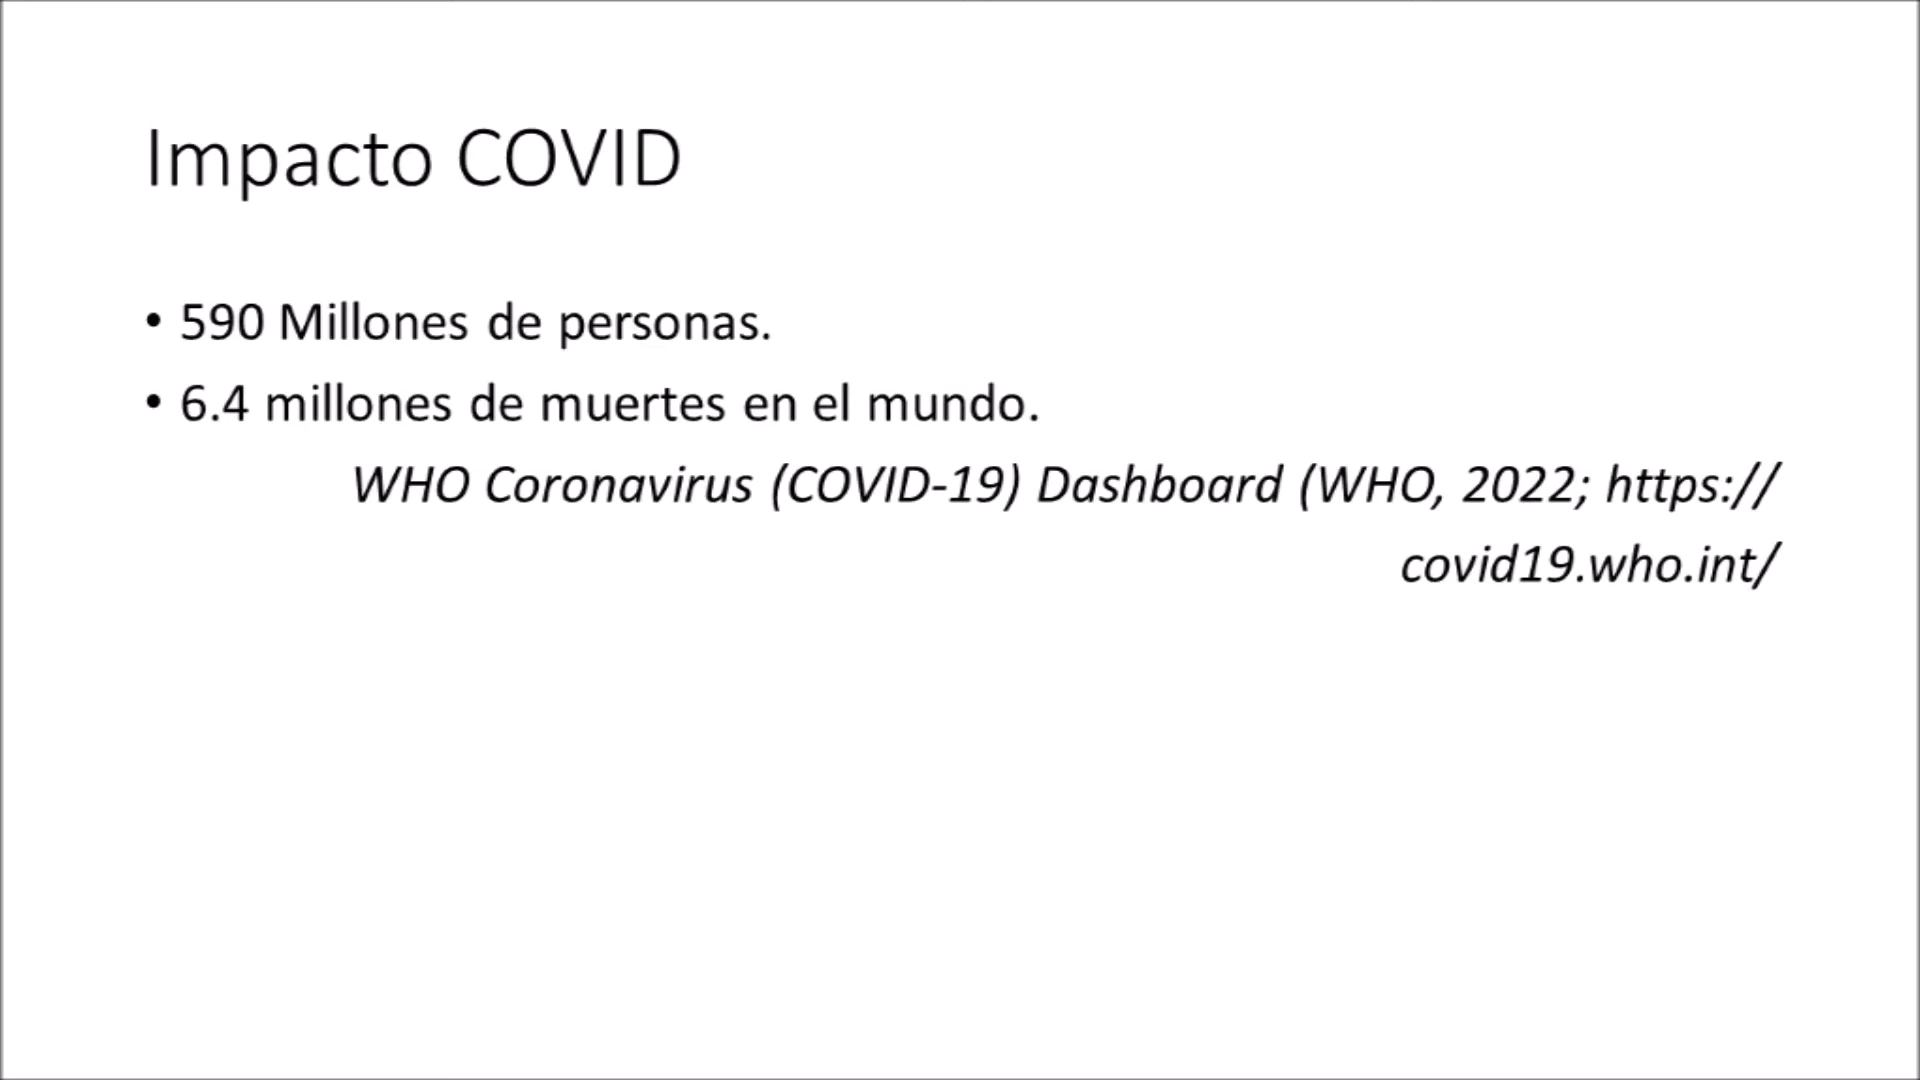 Impacto COVID
• 590 Millones de personas.
• 6.4 millones de muertes en el mundo.
WHO Coronavirus (COVID-19) Dashboard (WHO, 2022; https://
covid19.who.int/